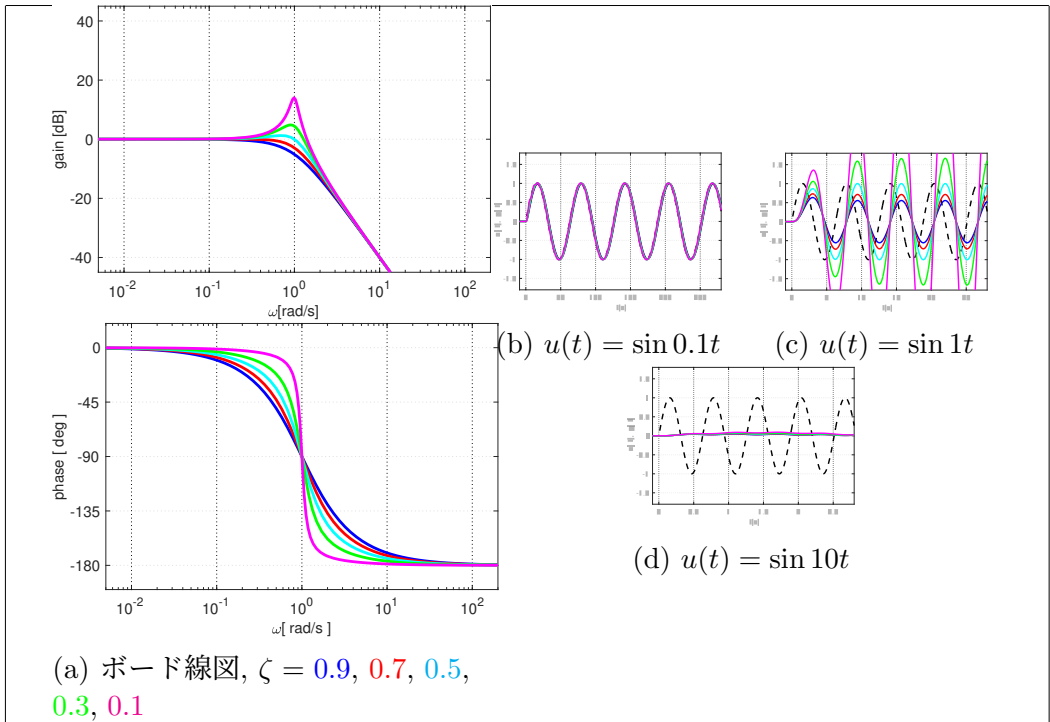 40
20
0
-20
-40
gain [dB]
10^-2 10^-1 10^0 10^1 10^2
ω[rad/s]
0
-45
-90
-135
-180
phase [ deg ]
10^-2 10^-1 10^0 10^1 10^2
ω[ rad/s ]
(a) ボード線図, ζ = 0.9, 0.7, 0.5,
0.3, 0.1
(b) u(t) = sin 0.1t
(c) u(t) = sin 1t
(d) u(t) = sin 10t